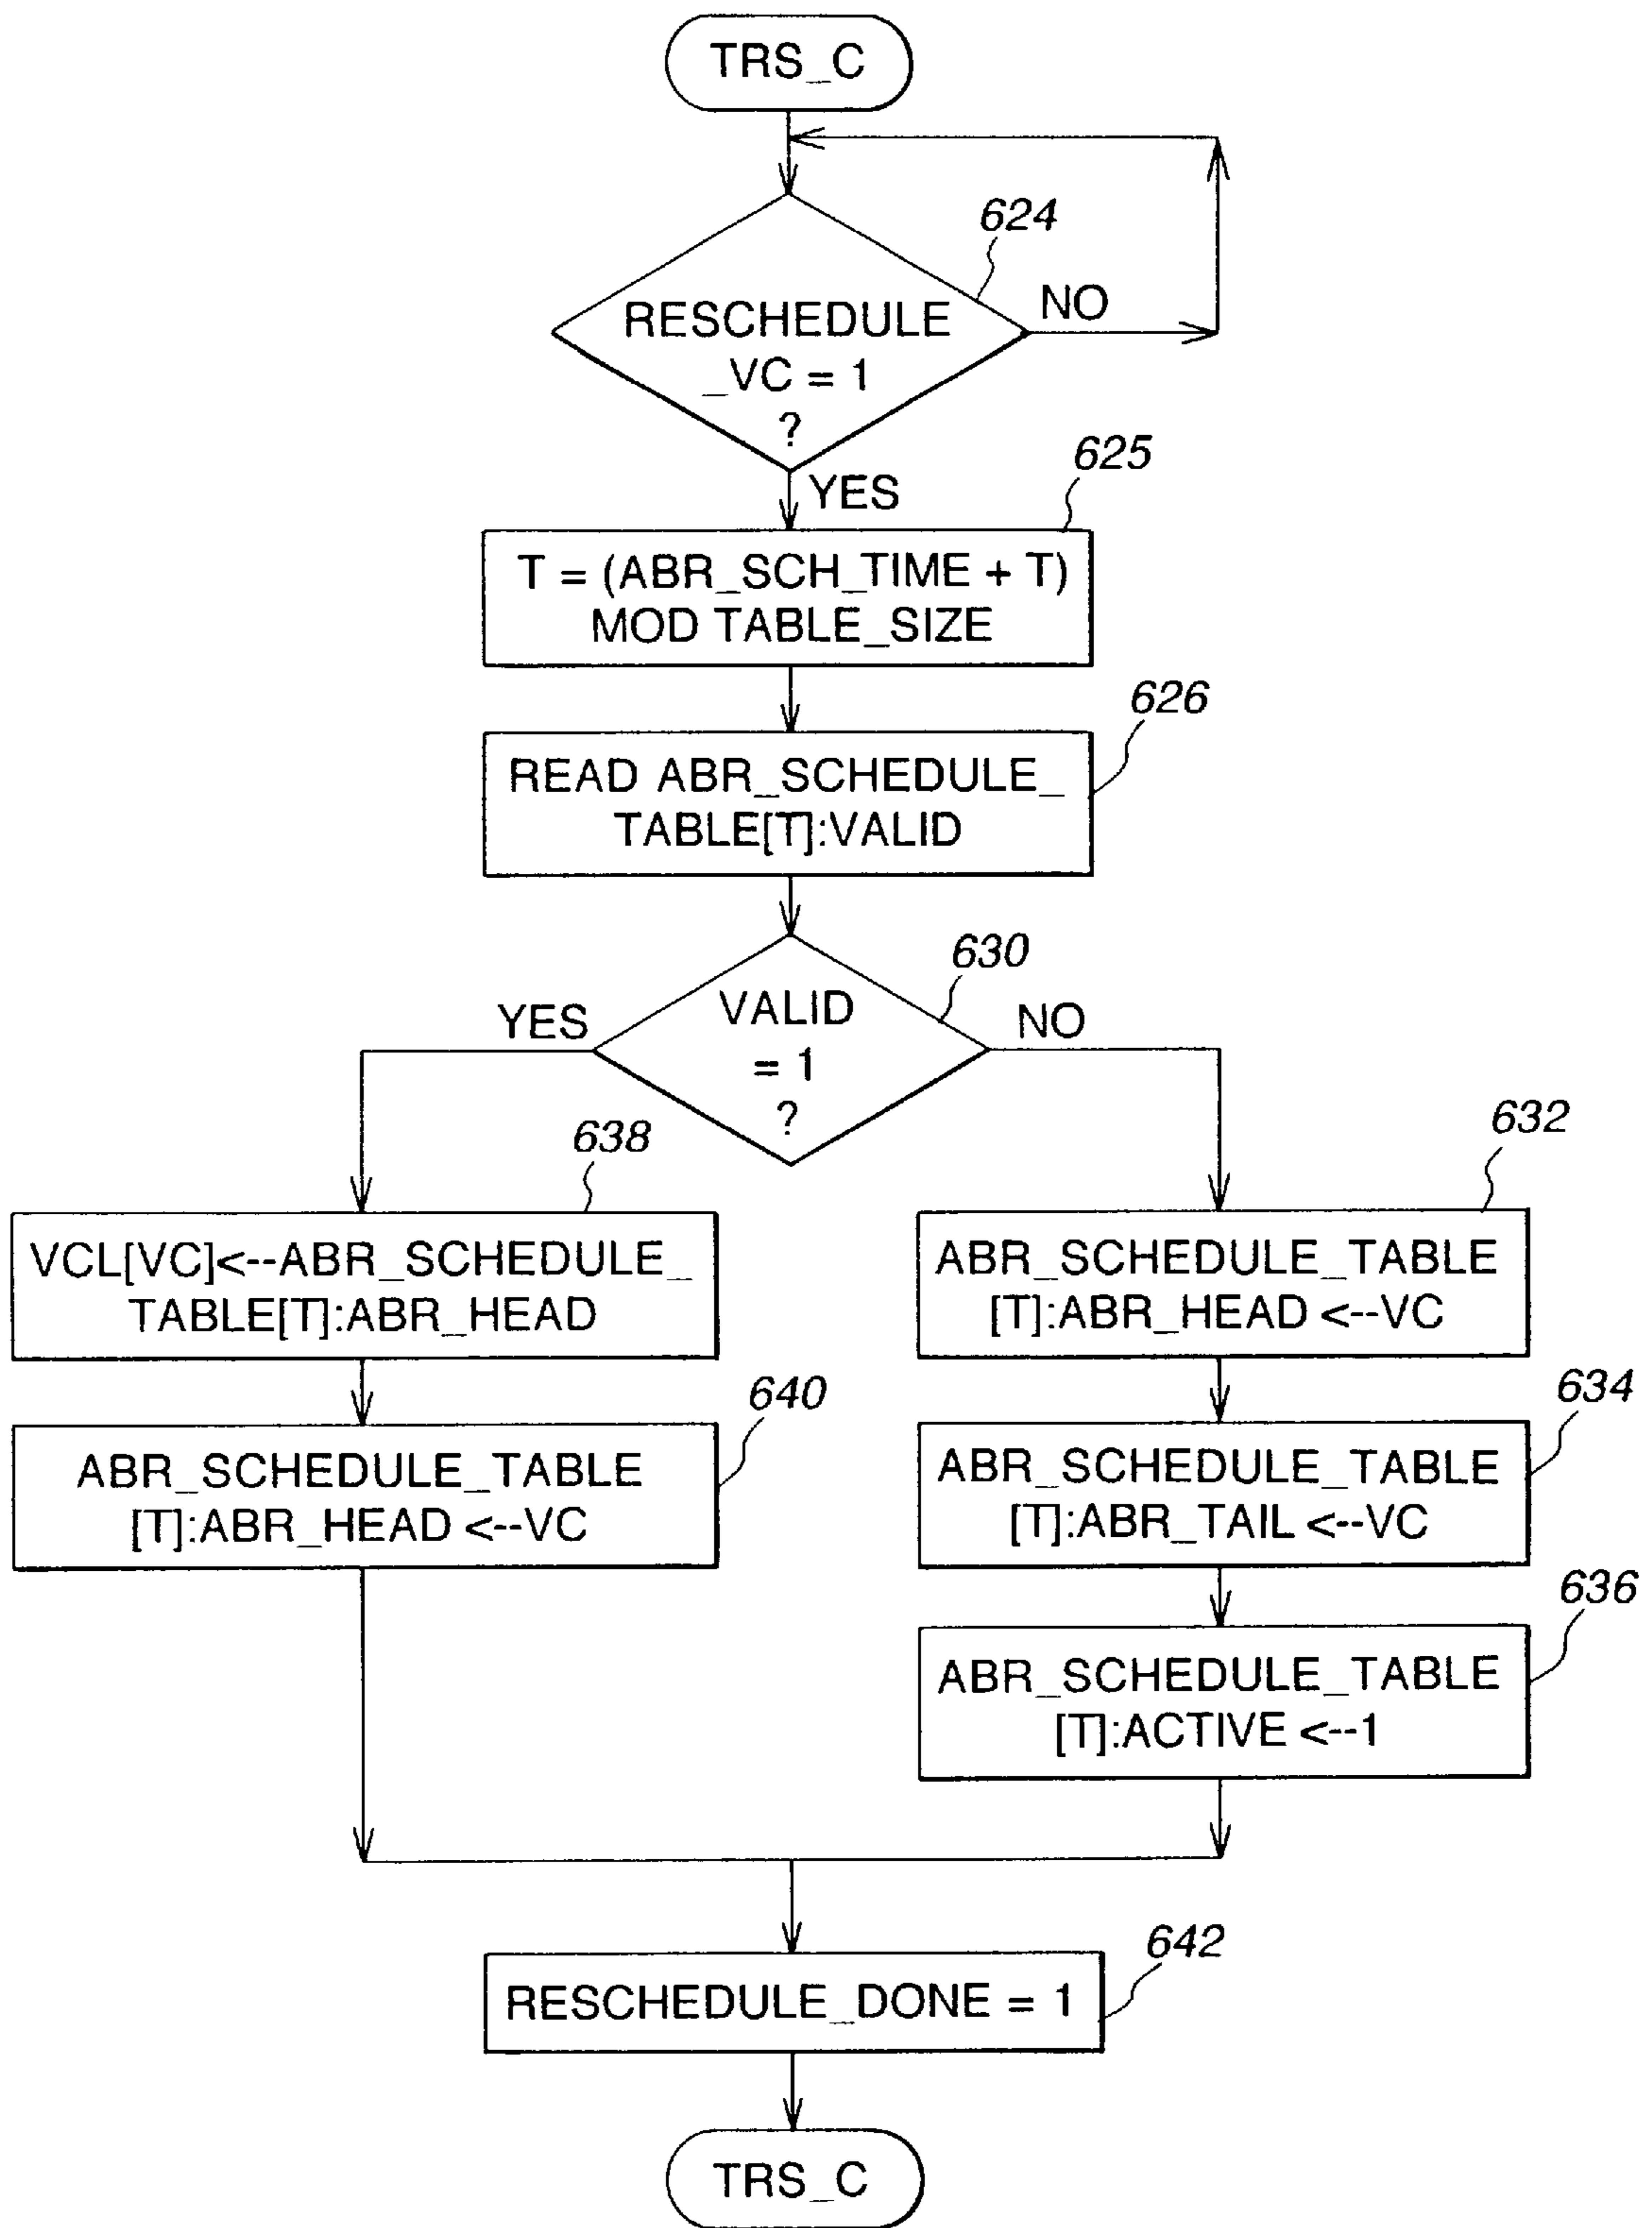 TRS_C
624
RESCHEDULE
_VC = 1
?
NO
YES
625
T = (ABR_SCH_TIME + T)
MOD TABLE_SIZE
626
READ ABR_SCHEDULE_
TABLE[T]:VALID
630
VALID
= 1
?
YES
NO
638
VCL[VC]<--ABR_SCHEDULE_
TABLE[T]:ABR_HEAD
640
ABR_SCHEDULE_TABLE
[T]:ABR_HEAD <--VC
632
ABR_SCHEDULE_TABLE
[T]:ABR_HEAD <--VC
634
ABR_SCHEDULE_TABLE
[T]:ABR_TAIL <--VC
636
ABR_SCHEDULE_TABLE
[T]:ACTIVE <--1
642
RESCHEDULE_DONE = 1
TRS_C